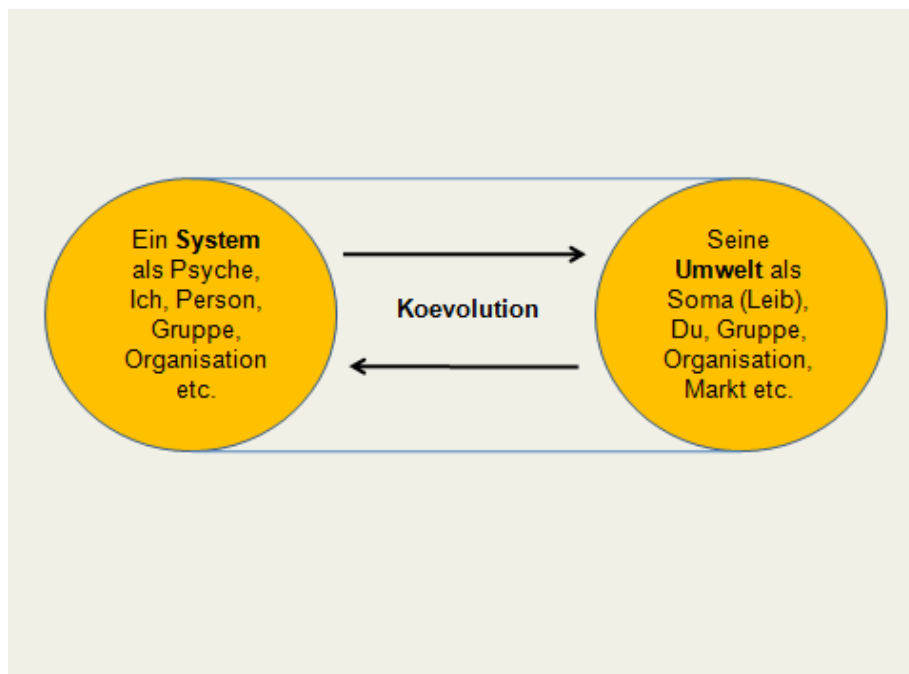 Ein System
als Psyche,
Ich, Person,
Gruppe,
Organisation
etc.
Koevolution
Seine
Umwelt als
Soma (Leib),
Du, Gruppe,
Organisation,
Markt etc.